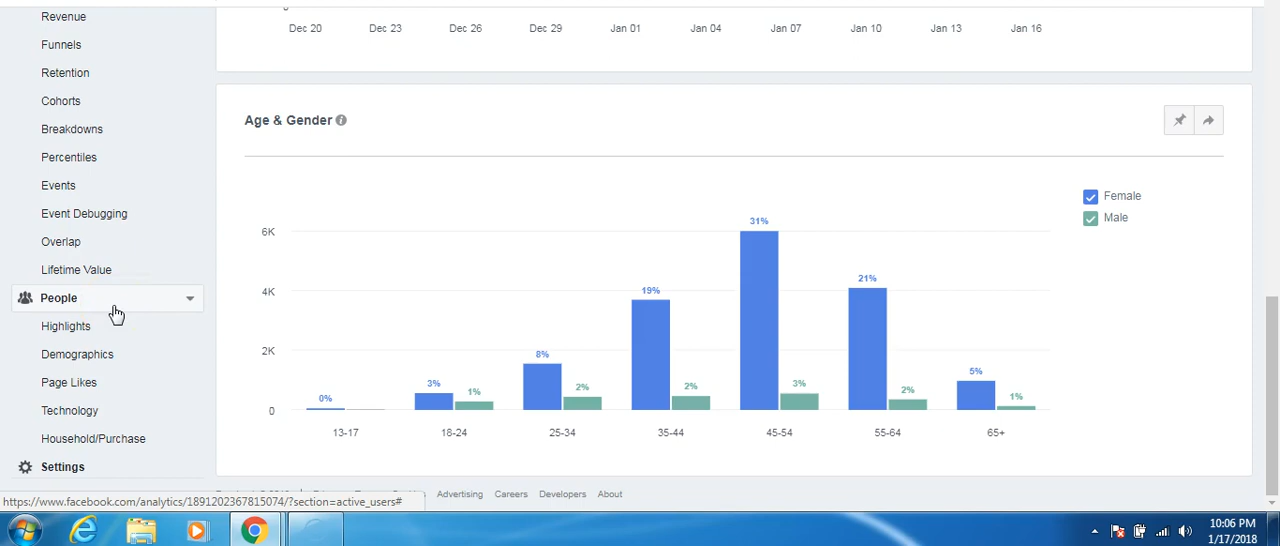 Revenue
Funnels
Retention
Cohorts
Breakdowns
Percentiles
Events
Event Debugging
Overlap
Lifetime Value
People
Highlights
Demographics
Page Likes
Technology
Household/Purchase
Settings
Dec 20 Dec 23 Dec 26 Dec 29 Jan 01 Jan 04 Jan 07 Jan 10 Jan 13 Jan 16
Age & Gender
Female
Male
6K
4K
2K
0
0% 3% 1% 8% 2% 19% 2% 31% 3% 21% 2% 5% 1%
13-17 18-24 25-34 35-44 45-54 55-64 65+
Advertising Careers Developers About
https://www.facebook.com/analytics/1891202367815074/?section=active_users#
10:06 PM
1/17/2018